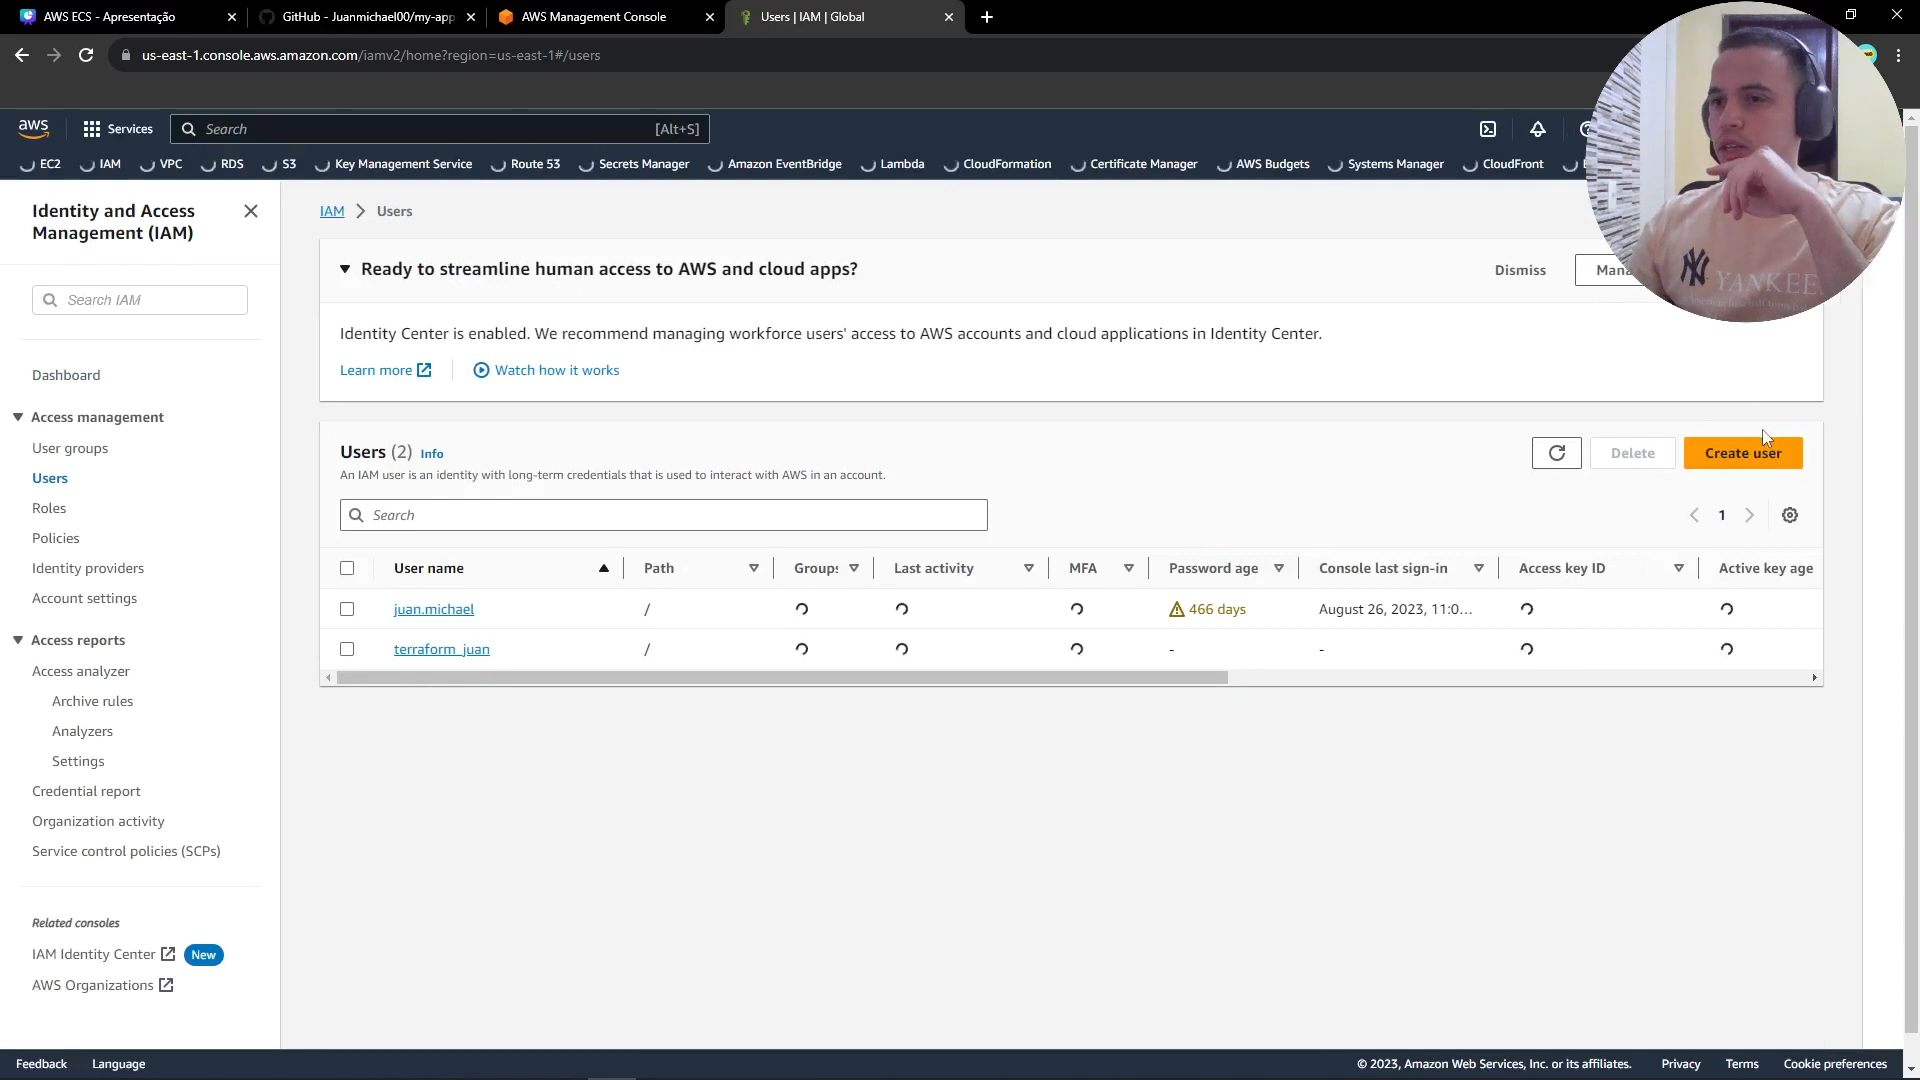 AWS ECS - Apresentação
GitHub - Juanmichael00/my-app
AWS Management Console
Users | IAM | Global
us-east-1.console.aws.amazon.com/iamv2/home?region=us-east-1#/users
aws
Services
Search
[Alt+S]
EC2
IAM
VPC
RDS
S3
Key Management Service
Route 53
Secrets Manager
Amazon EventBridge
Lambda
CloudFormation
Certificate Manager
AWS Budgets
Systems Manager
CloudFront
Identity and Access
Management (IAM)
Search IAM
Dashboard
Access management
User groups
Users
Roles
Policies
Identity providers
Account settings
Access reports
Access analyzer
Archive rules
Analyzers
Settings
Credential report
Organization activity
Service control policies (SCPs)
Related consoles
IAM Identity Center New
AWS Organizations
IAM > Users
Ready to streamline human access to AWS and cloud apps?
Dismiss
Identity Center is enabled. We recommend managing workforce users' access to AWS accounts and cloud applications in Identity Center.
Learn more
Watch how it works
Users (2) Info
An IAM user is an identity with long-term credentials that is used to interact with AWS in an account.
Delete
Create user
Search
1
User name Path Groups Last activity MFA Password age Console last sign-in Access key ID Active key age
juan.michael / 466 days August 26, 2023, 11:0...
terraform_juan / - -
NY YANKEES
Feedback Language
© 2023, Amazon Web Services, Inc. or its affiliates. Privacy Terms Cookie preferences